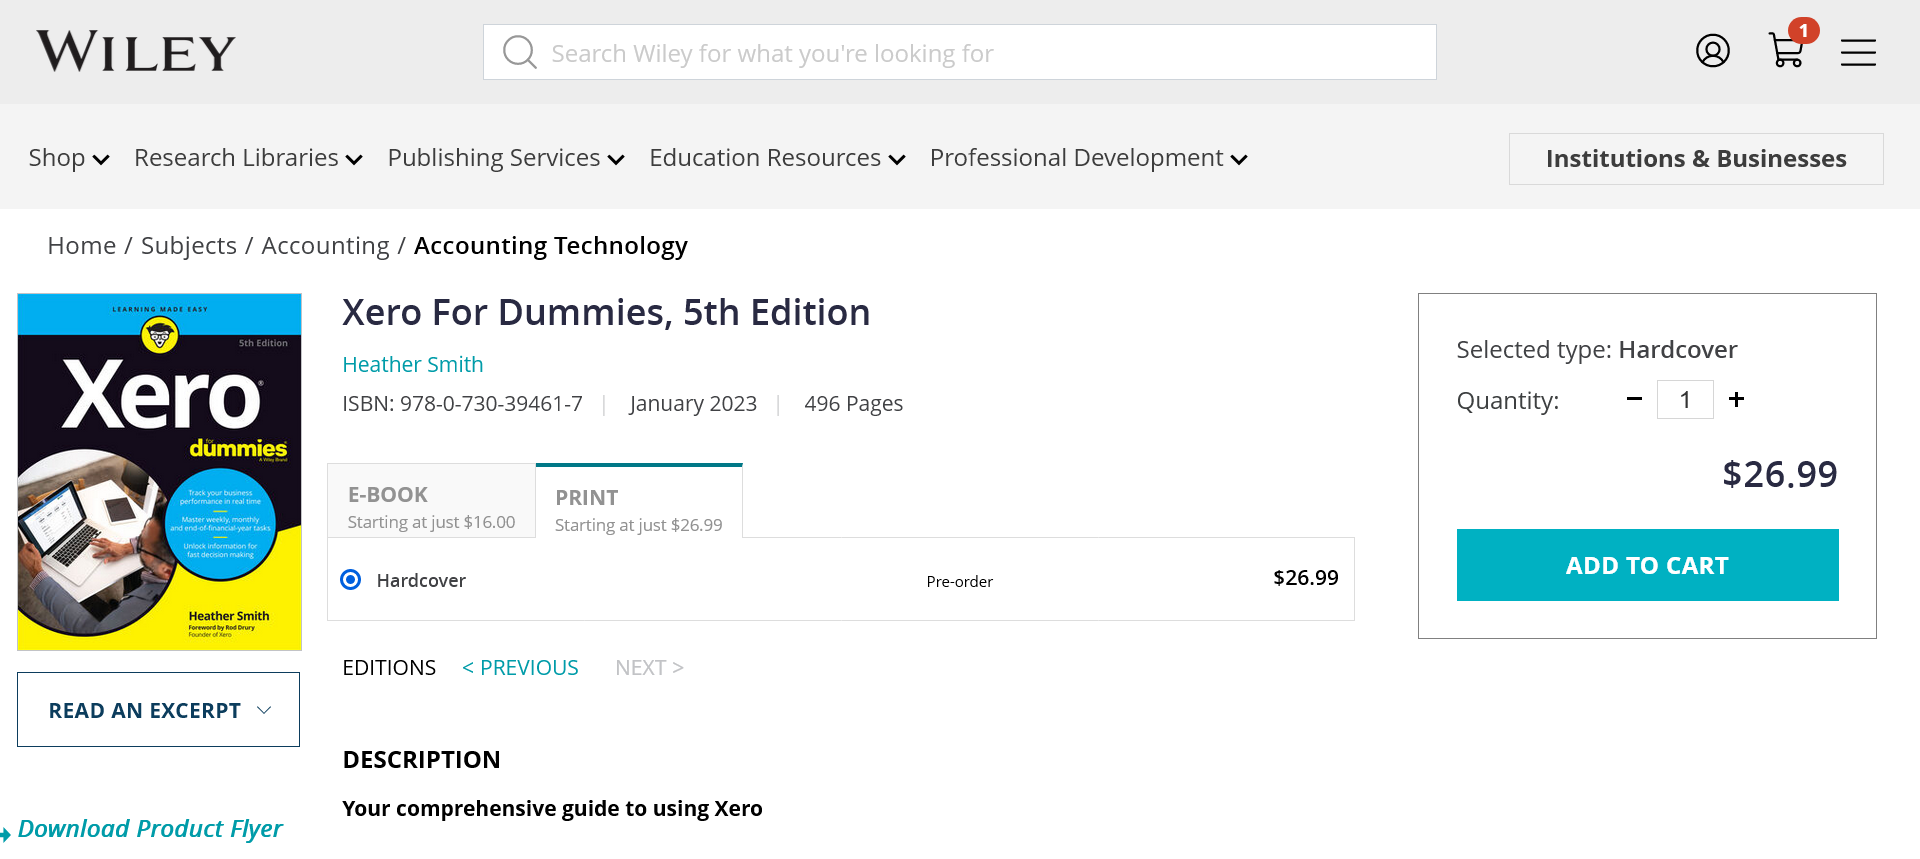 WILEY
Search Wiley for what you're looking for
1
Shop
Research Libraries
Publishing Services
Education Resources
Professional Development
Institutions & Businesses
Home / Subjects / Accounting / Accounting Technology
LEARNING MADE EASY
5th Edition
Xero®
for
dummies
A Wiley Brand
Track your business
performance in real time
Master weekly, monthly
and end-of-financial-year tasks
Unlock information for
fast decision making
Heather Smith
Foreword by Rod Drury
Founder of Xero
READ AN EXCERPT
Download Product Flyer
Xero For Dummies, 5th Edition
Heather Smith
ISBN: 978-0-730-39461-7 | January 2023 | 496 Pages
E-BOOK
Starting at just $16.00
PRINT
Starting at just $26.99
Hardcover
Pre-order
$26.99
EDITIONS < PREVIOUS NEXT >
DESCRIPTION
Your comprehensive guide to using Xero
Selected type: Hardcover
Quantity: − 1 +
$26.99
ADD TO CART